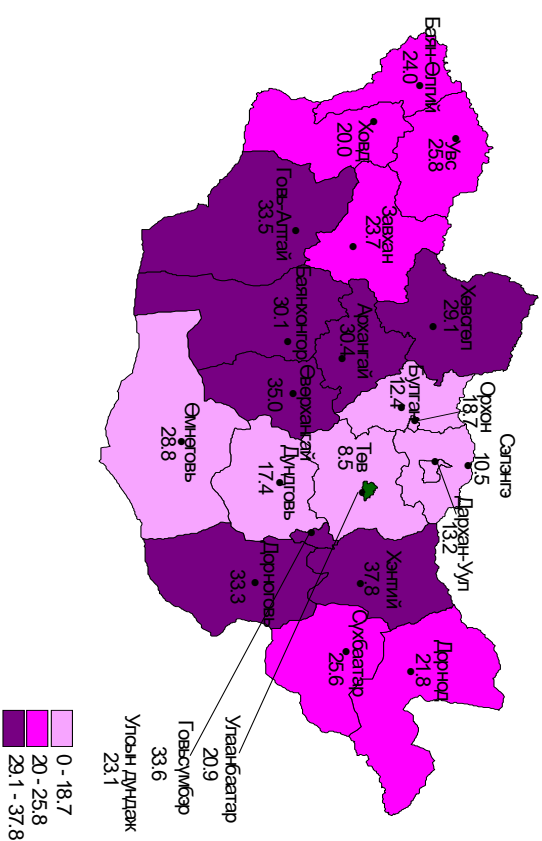 Баян-Өлгий
24.0
Увс
25.8
Ховд
20.0
Завхан
23.7
Говь-Алтай
33.5
Хөвсгөл
29.1
Архангай
30.4
Баянхонгор
30.1
Өвөрхангай
35.0
Булган
12.4
Орхон
18.7
Сэлэнгэ
10.5
Дархан-Уул
13.2
Төв
8.5
Дундговь
17.4
Өмнөговь
28.8
Дорноговь
33.3
Хэнтий
37.8
Сүхбаатар
25.6
Дорнод
21.8
Улаанбаатар
20.9
Говьсүмбэр
33.6
Улсын дундаж
23.1
0 - 18.7
20 - 25.8
29.1 - 37.8